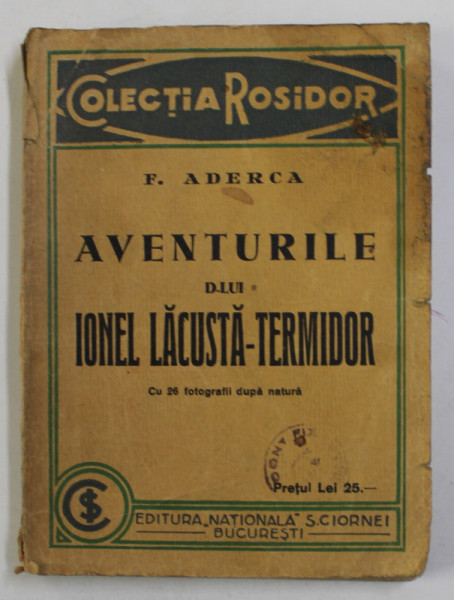 COLECȚIA ROSIDOR
F. ADERCA
AVENTURILE
D-LUI
IONEL LĂCUSTĂ-TERMIDOR
Cu 26 fotografii după natură
Prețul Lei 25.—
EDITURA „NAȚIONALA” S. CIORNEI
BUCUREȘTI